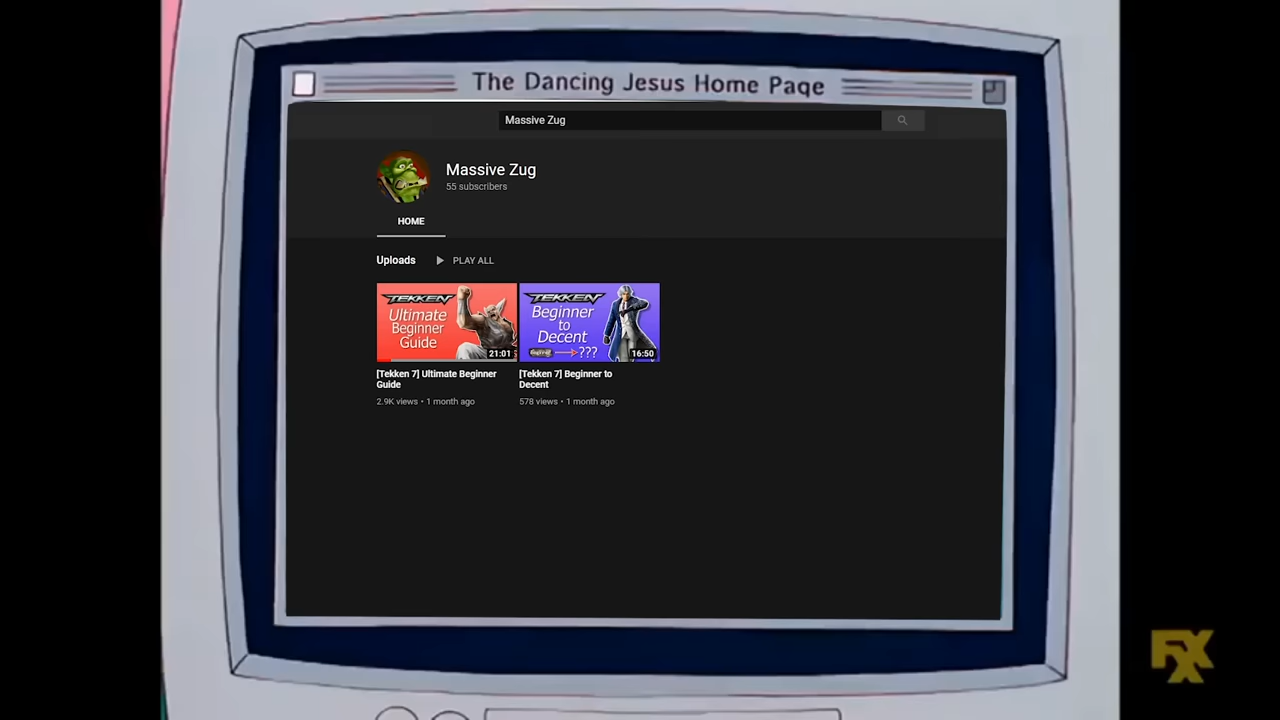 The Dancing Jesus Home Page
Massive Zug
Massive Zug
55 subscribers
HOME
Uploads
PLAY ALL
TEKKEN
Ultimate
Beginner
Guide
21:01
TEKKEN
Beginner
to
Decent
???
16:50
[Tekken 7] Ultimate Beginner
Guide
2.9K views • 1 month ago
[Tekken 7] Beginner to
Decent
578 views • 1 month ago
FX